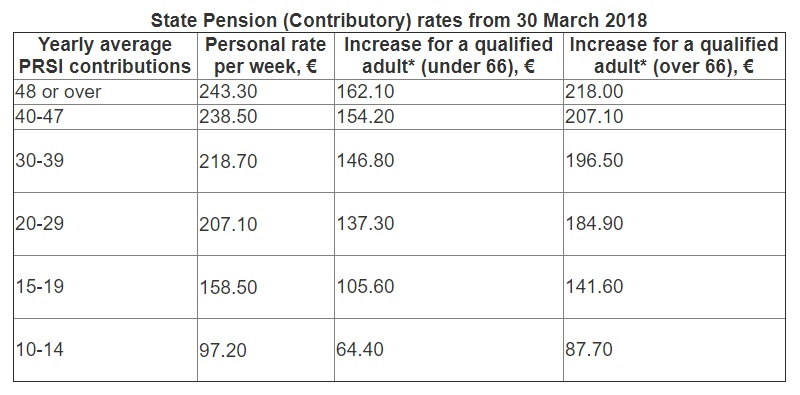 State Pension (Contributory) rates from 30 March 2018
Yearly average PRSI contributions | Personal rate per week, € | Increase for a qualified adult* (under 66), € | Increase for a qualified adult* (over 66), €
48 or over | 243.30 | 162.10 | 218.00
40-47 | 238.50 | 154.20 | 207.10
30-39 | 218.70 | 146.80 | 196.50
20-29 | 207.10 | 137.30 | 184.90
15-19 | 158.50 | 105.60 | 141.60
10-14 | 97.20 | 64.40 | 87.70